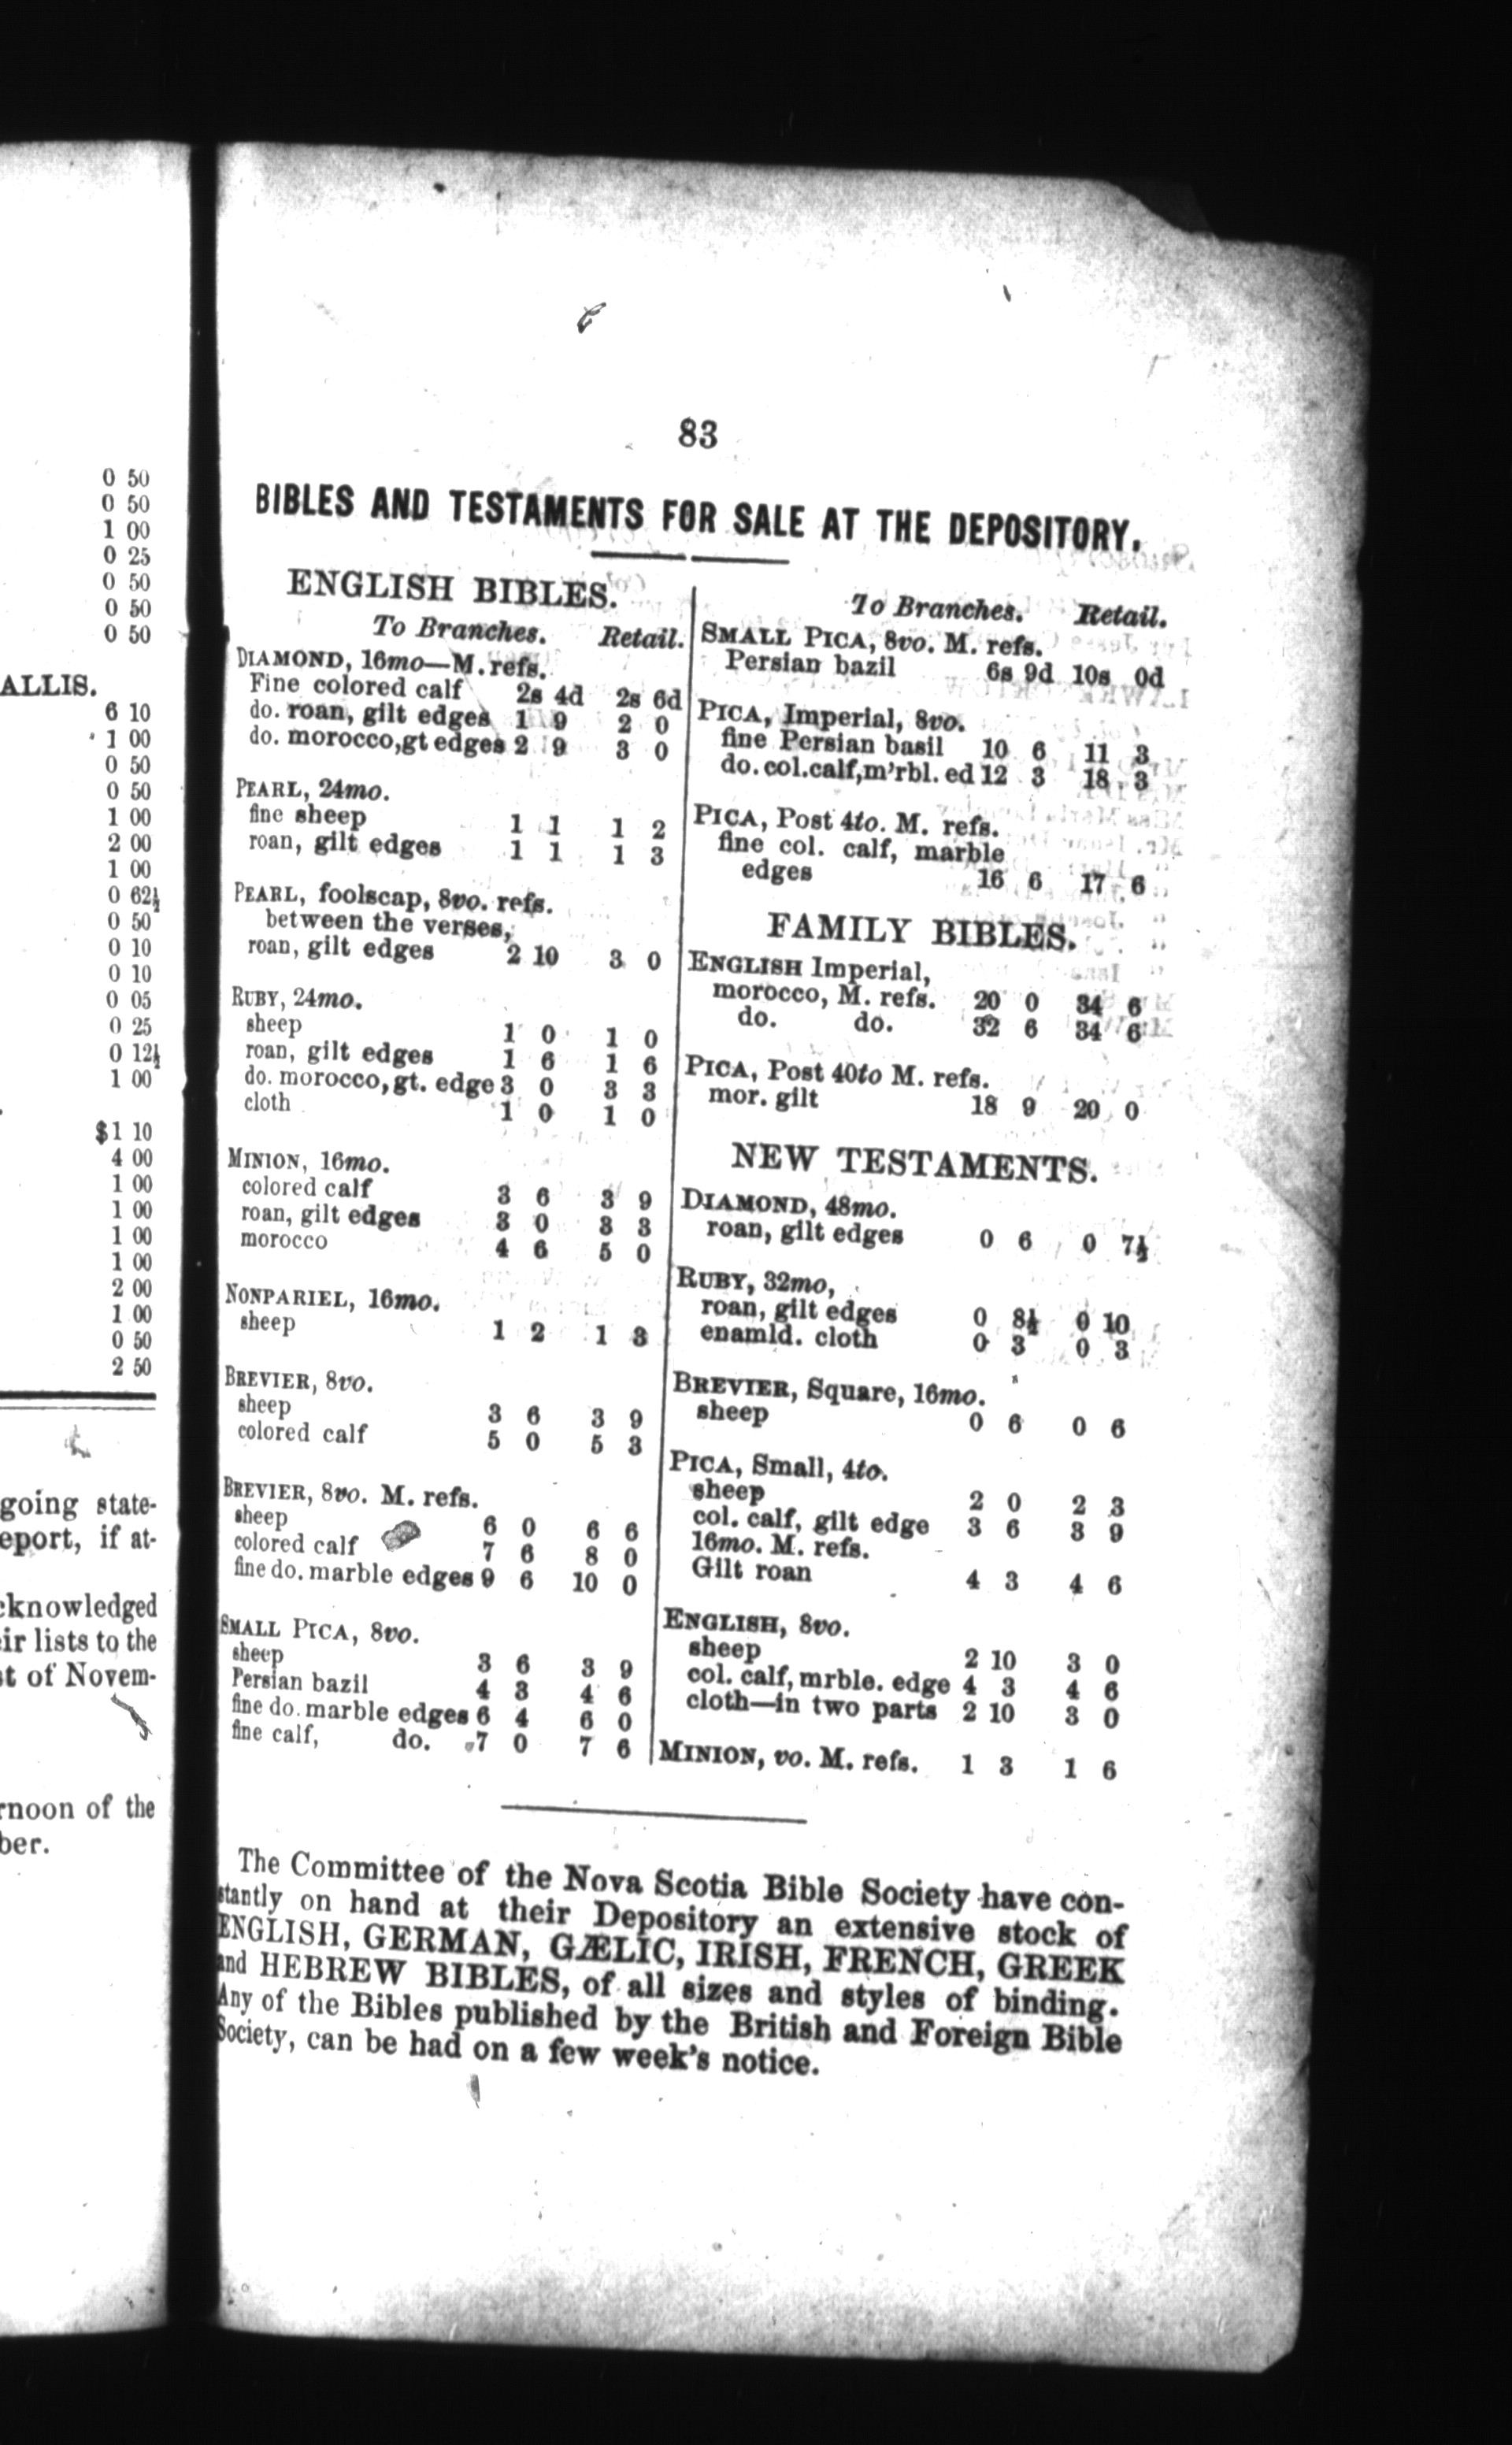 0 50
0 50
1 00
0 25
0 50
0 50
0 50
ALLIS.
6 10
1 00
0 50
0 50
1 00
2 00
1 00
0 62½
0 50
0 10
0 10
0 05
0 25
0 12½
1 00
$1 10
4 00
1 00
1 00
1 00
1 00
2 00
1 00
0 50
2 50
going state-
eport, if at-
cknowledged
ir lists to the
st of Novem-
rnoon of the
ber.
83
BIBLES AND TESTAMENTS FOR SALE AT THE DEPOSITORY.
ENGLISH BIBLES.
To Branches. Retail.
DIAMOND, 16mo—M. refs.
Fine colored calf 2s 4d 2s 6d
do. roan, gilt edges 1 9 2 0
do. morocco, gt edges 2 9 3 0
PEARL, 24mo.
fine sheep 1 1 1 2
roan, gilt edges 1 1 1 3
PEARL, foolscap, 8vo. refs.
between the verses,
roan, gilt edges 2 10 3 0
RUBY, 24mo.
sheep 1 0 1 0
roan, gilt edges 1 6 1 6
do. morocco, gt. edge 3 0 3 3
cloth 1 0 1 0
MINION, 16mo.
colored calf 3 6 3 9
roan, gilt edges 3 0 3 3
morocco 4 6 5 0
NONPARIEL, 16mo.
sheep 1 2 1 3
BREVIER, 8vo.
sheep 3 6 3 9
colored calf 5 0 5 3
BREVIER, 8vo. M. refs.
sheep 6 0 6 6
colored calf 7 6 8 0
fine do. marble edges 9 6 10 0
SMALL PICA, 8vo.
sheep 3 6 3 9
Persian bazil 4 3 4 6
fine do. marble edges 6 4 6 0
fine calf, do. 7 0 7 6
To Branches. Retail.
SMALL PICA, 8vo. M. refs.
Persian bazil 6s 9d 10s 0d
PICA, Imperial, 8vo.
fine Persian basil 10 6 11 3
do. col. calf, m'rbl. ed 12 3 18 3
PICA, Post 4to. M. refs.
fine col. calf, marble
edges 16 6 17 6
FAMILY BIBLES.
ENGLISH Imperial,
morocco, M. refs. 20 0 34 6
do. do. 32 6 34 6
PICA, Post 40to M. refs.
mor. gilt 18 9 20 0
NEW TESTAMENTS.
DIAMOND, 48mo.
roan, gilt edges 0 6 0 7½
RUBY, 32mo,
roan, gilt edges 0 8½ 0 10
enamld. cloth 0 3 0 3
BREVIER, Square, 16mo.
sheep 0 6 0 6
PICA, Small, 4to.
sheep 2 0 2 3
col. calf, gilt edge 3 6 3 9
16mo. M. refs.
Gilt roan 4 3 4 6
ENGLISH, 8vo.
sheep 2 10 3 0
col. calf, mrble. edge 4 3 4 6
cloth—in two parts 2 10 3 0
MINION, vo. M. refs. 1 3 1 6
The Committee of the Nova Scotia Bible Society have con-
stantly on hand at their Depository an extensive stock of
ENGLISH, GERMAN, GÆLIC, IRISH, FRENCH, GREEK
and HEBREW BIBLES, of all sizes and styles of binding.
Any of the Bibles published by the British and Foreign Bible
Society, can be had on a few week's notice.